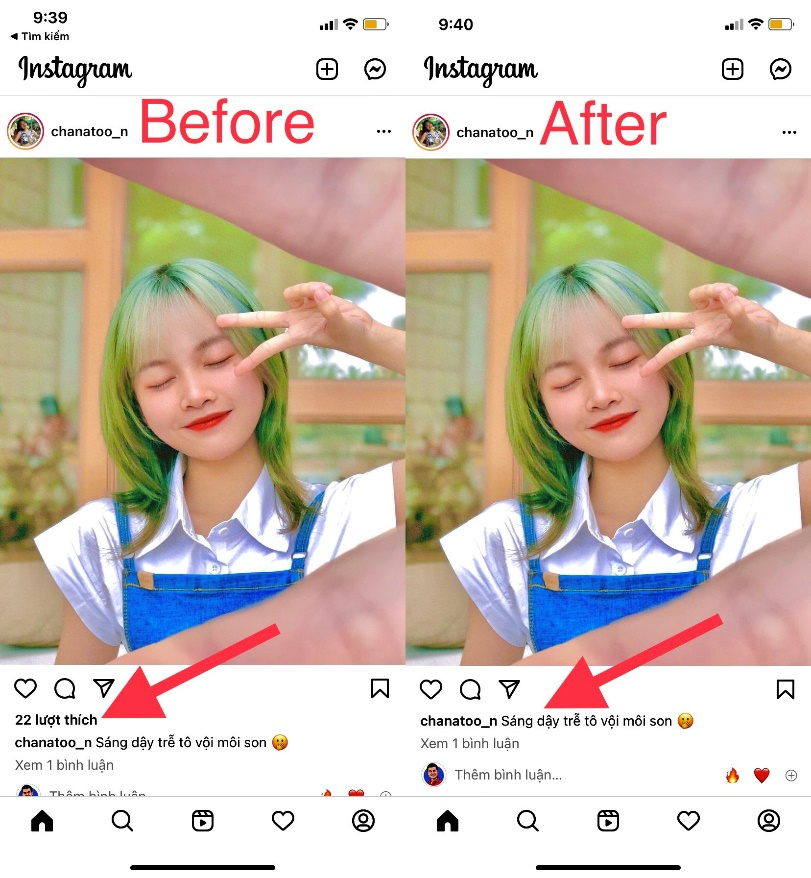 9:39
◀ Tìm kiếm
Instagram
chanatoo_n
Before
22 lượt thích
chanatoo_n Sáng dậy trễ tô vội môi son 🤭
Xem 1 bình luận
Thêm bình luận...
9:40
Instagram
chanatoo_n
After
chanatoo_n Sáng dậy trễ tô vội môi son 🤭
Xem 1 bình luận
Thêm bình luận...